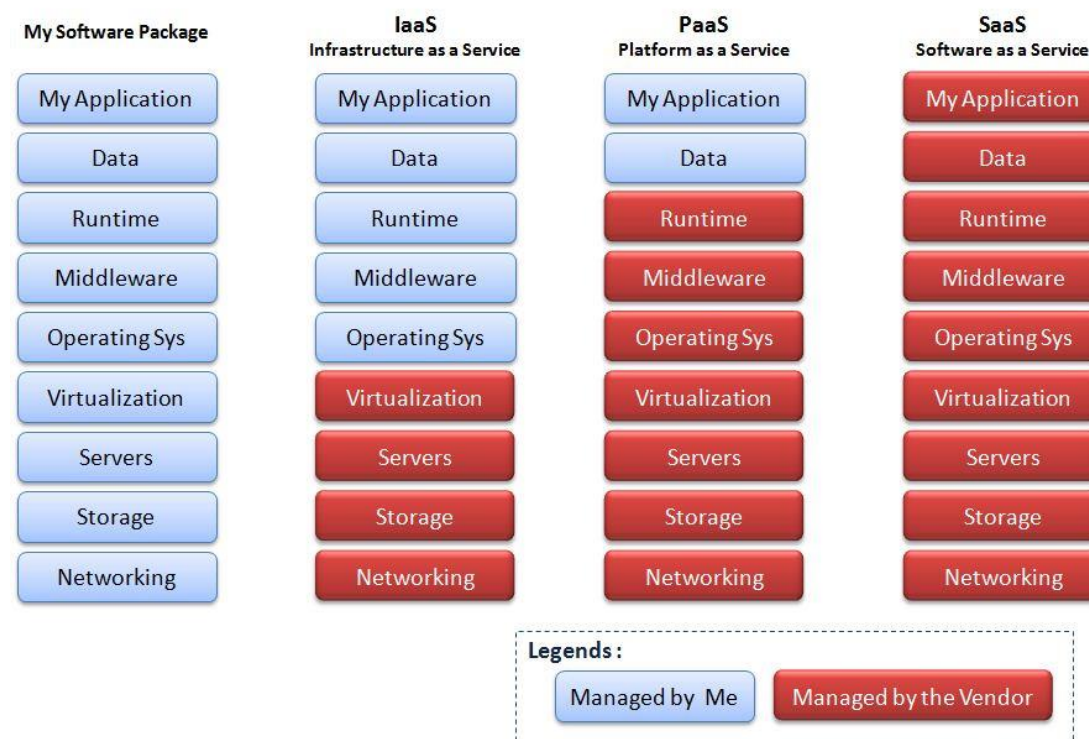 My Software Package
IaaS
Infrastructure as a Service
PaaS
Platform as a Service
SaaS
Software as a Service
My Application
My Application
My Application
My Application
Data
Data
Data
Data
Runtime
Runtime
Runtime
Runtime
Middleware
Middleware
Middleware
Middleware
Operating Sys
Operating Sys
Operating Sys
Operating Sys
Virtualization
Virtualization
Virtualization
Virtualization
Servers
Servers
Servers
Servers
Storage
Storage
Storage
Storage
Networking
Networking
Networking
Networking
Legends :
Managed by Me
Managed by the Vendor